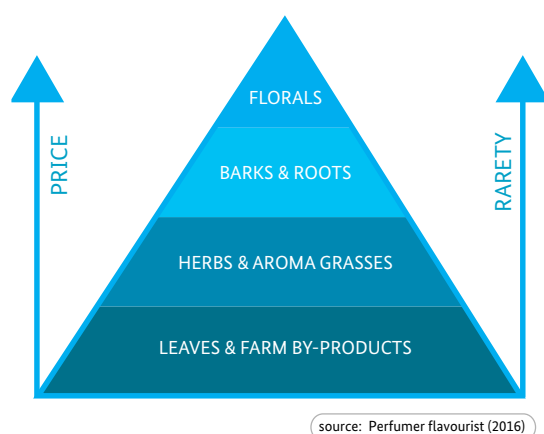 FLORALS
PRICE
BARKS & ROOTS
RARETY
HERBS & AROMA GRASSES
LEAVES & FARM BY-PRODUCTS
source: Perfumer flavourist (2016)